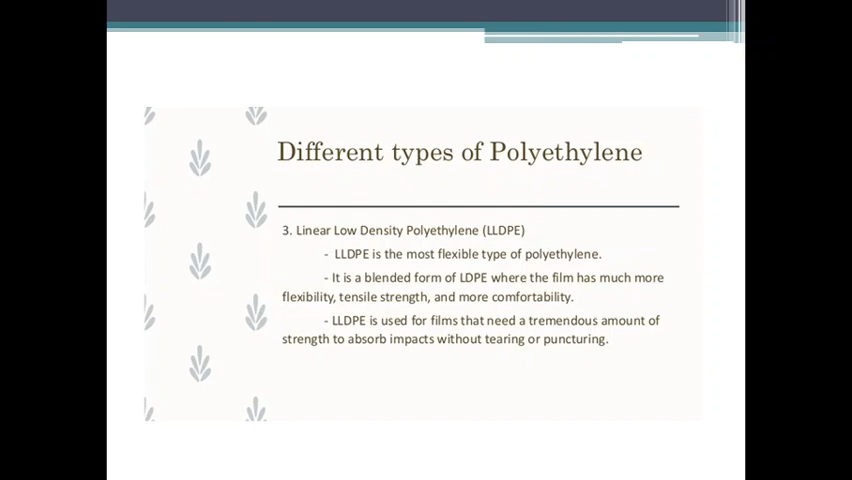 Different types of Polyethylene
3. Linear Low Density Polyethylene (LLDPE)
- LLDPE is the most flexible type of polyethylene.
- It is a blended form of LDPE where the film has much more
flexibility, tensile strength, and more comfortability.
- LLDPE is used for films that need a tremendous amount of
strength to absorb impacts without tearing or puncturing.